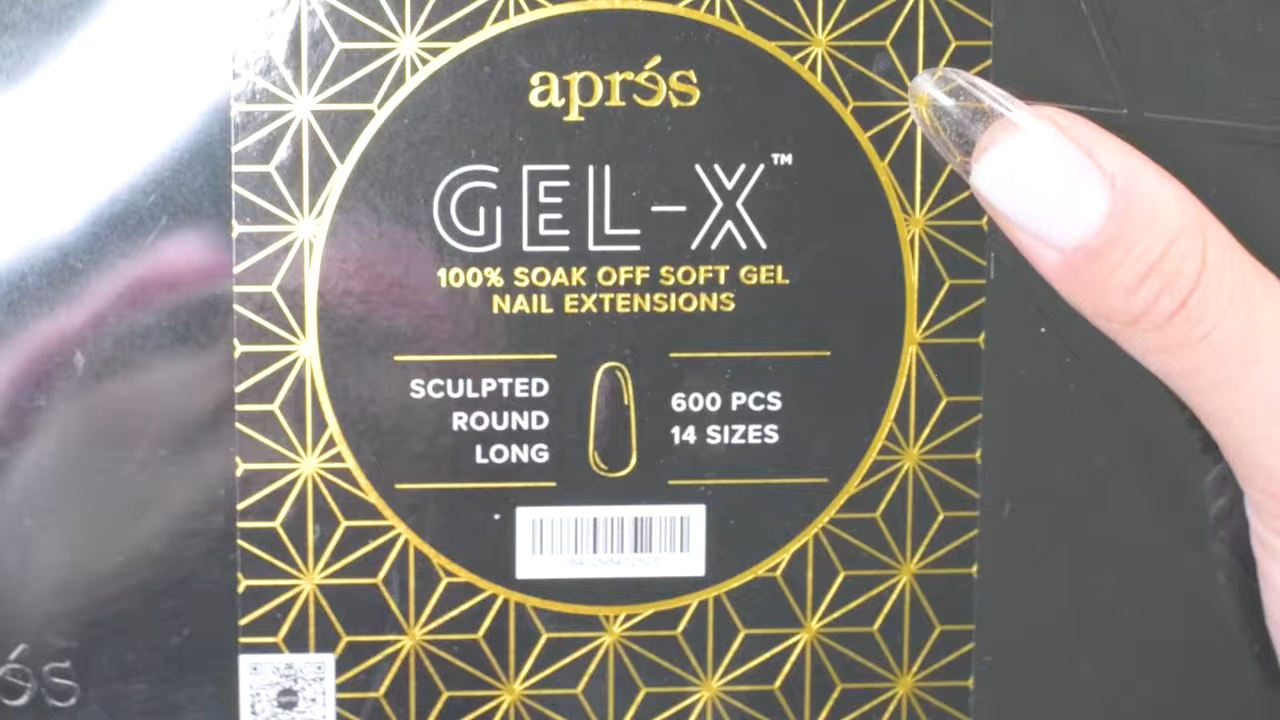 aprés
GEL-X™
100% SOAK OFF SOFT GEL
NAIL EXTENSIONS
SCULPTED
ROUND
LONG
600 PCS
14 SIZES